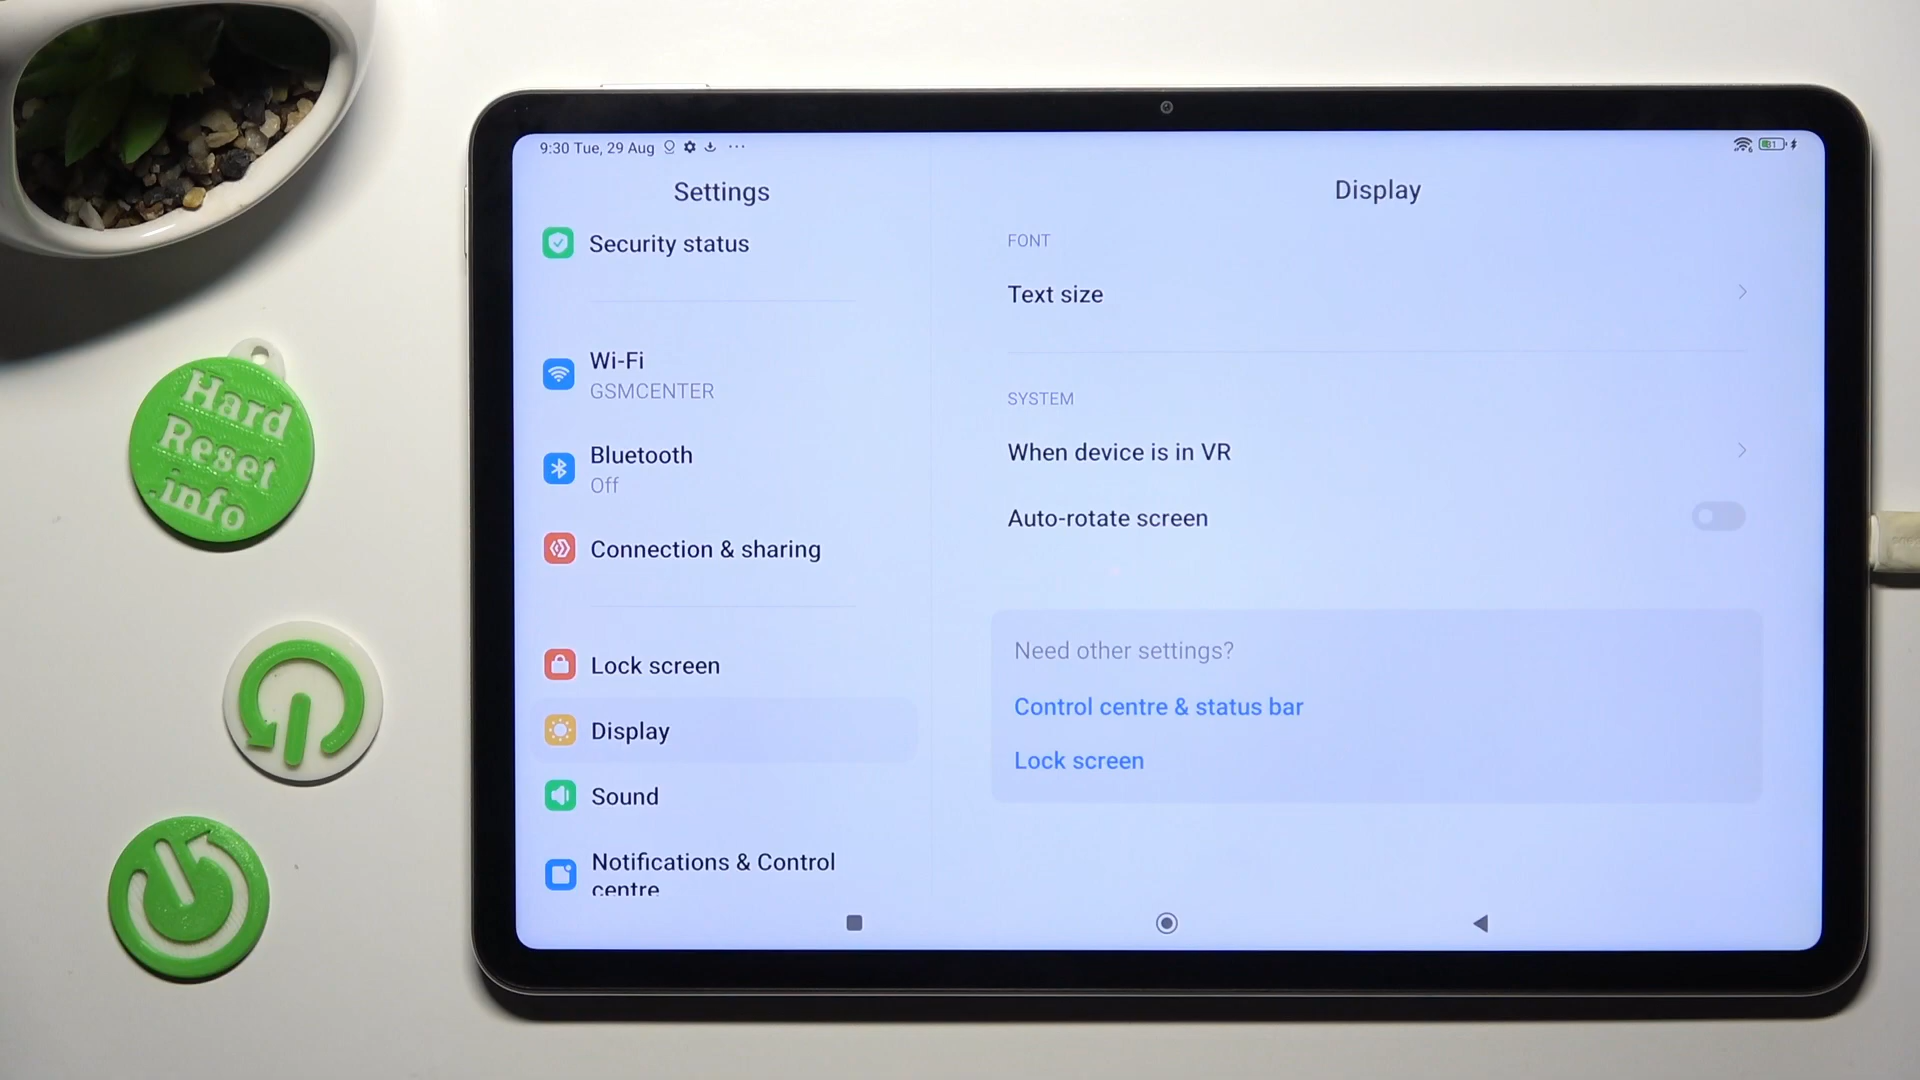 9:30 Tue, 29 Aug
Settings
Security status
Wi-Fi
GSMCENTER
Bluetooth
Off
Connection & sharing
Lock screen
Display
Sound
Notifications & Control
centre
Display
FONT
Text size
SYSTEM
When device is in VR
Auto-rotate screen
Need other settings?
Control centre & status bar
Lock screen
Hard
Reset
.info